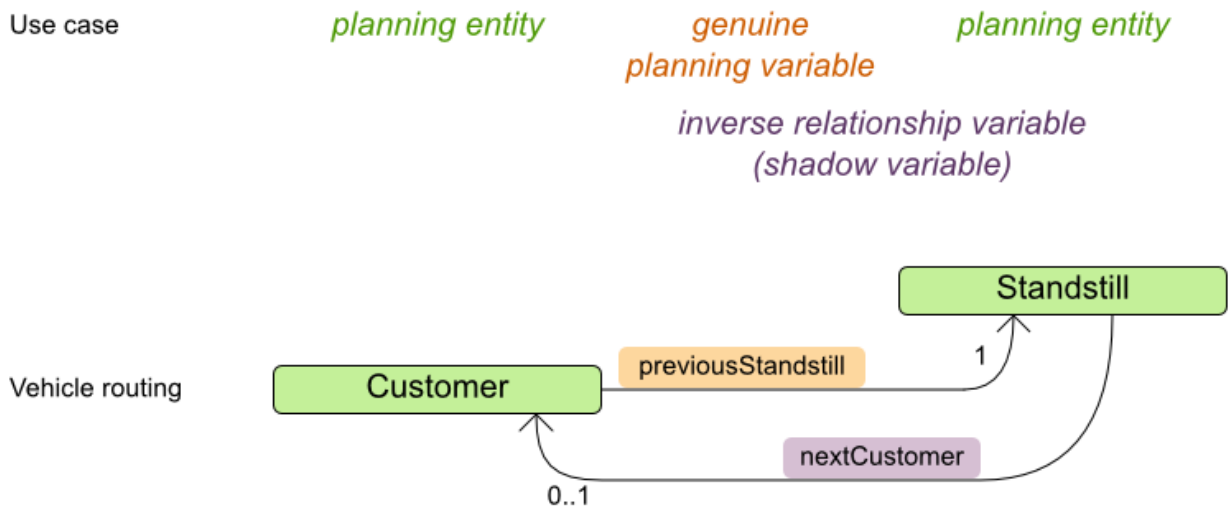 Use case
planning entity
genuine
planning variable
planning entity
inverse relationship variable
(shadow variable)
Standstill
previousStandstill
1
Vehicle routing
Customer
nextCustomer
0..1